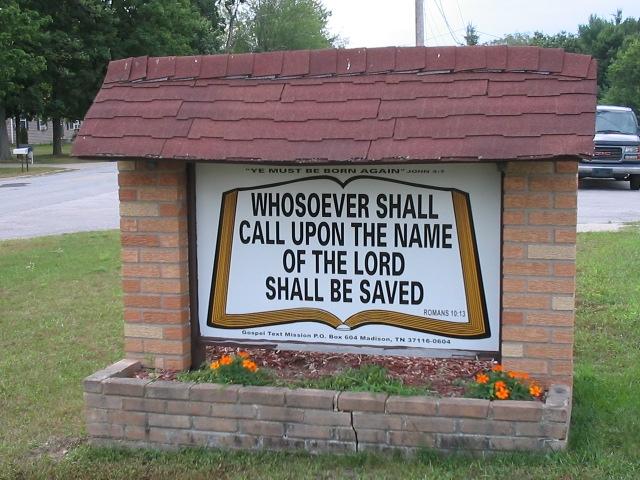 "YE MUST BE BORN AGAIN" JOHN 3:7
WHOSOEVER SHALL
CALL UPON THE NAME
OF THE LORD
SHALL BE SAVED
ROMANS 10:13
Gospel Text Mission P.O. Box 604 Madison, TN 37116-0604